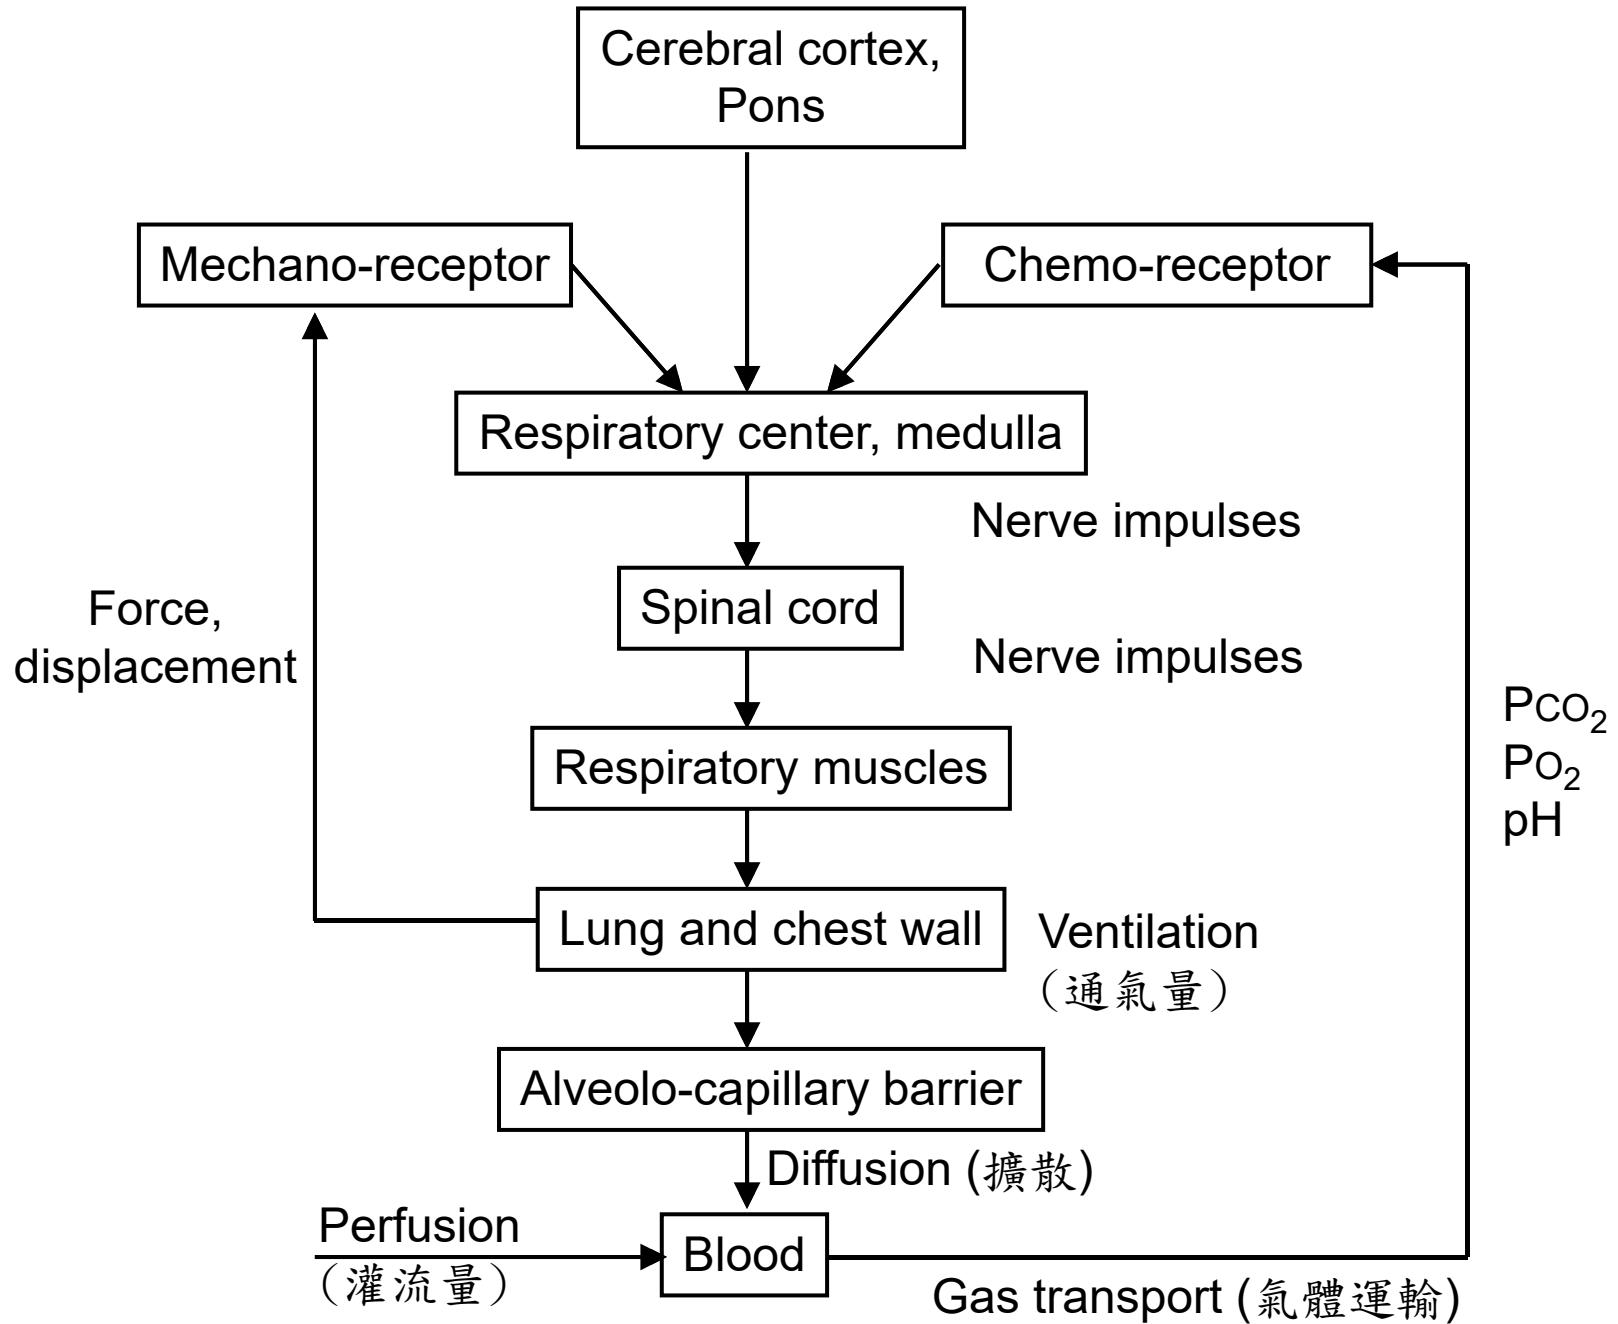 Cerebral cortex,
Pons
Mechano-receptor
Chemo-receptor
Respiratory center, medulla
Nerve impulses
Spinal cord
Force,
displacement
Nerve impulses
PCO₂
PO₂
pH
Respiratory muscles
Lung and chest wall
Ventilation
（通氣量）
Alveolo-capillary barrier
Diffusion (擴散)
Perfusion
（灌流量）
Blood
Gas transport (氣體運輸)